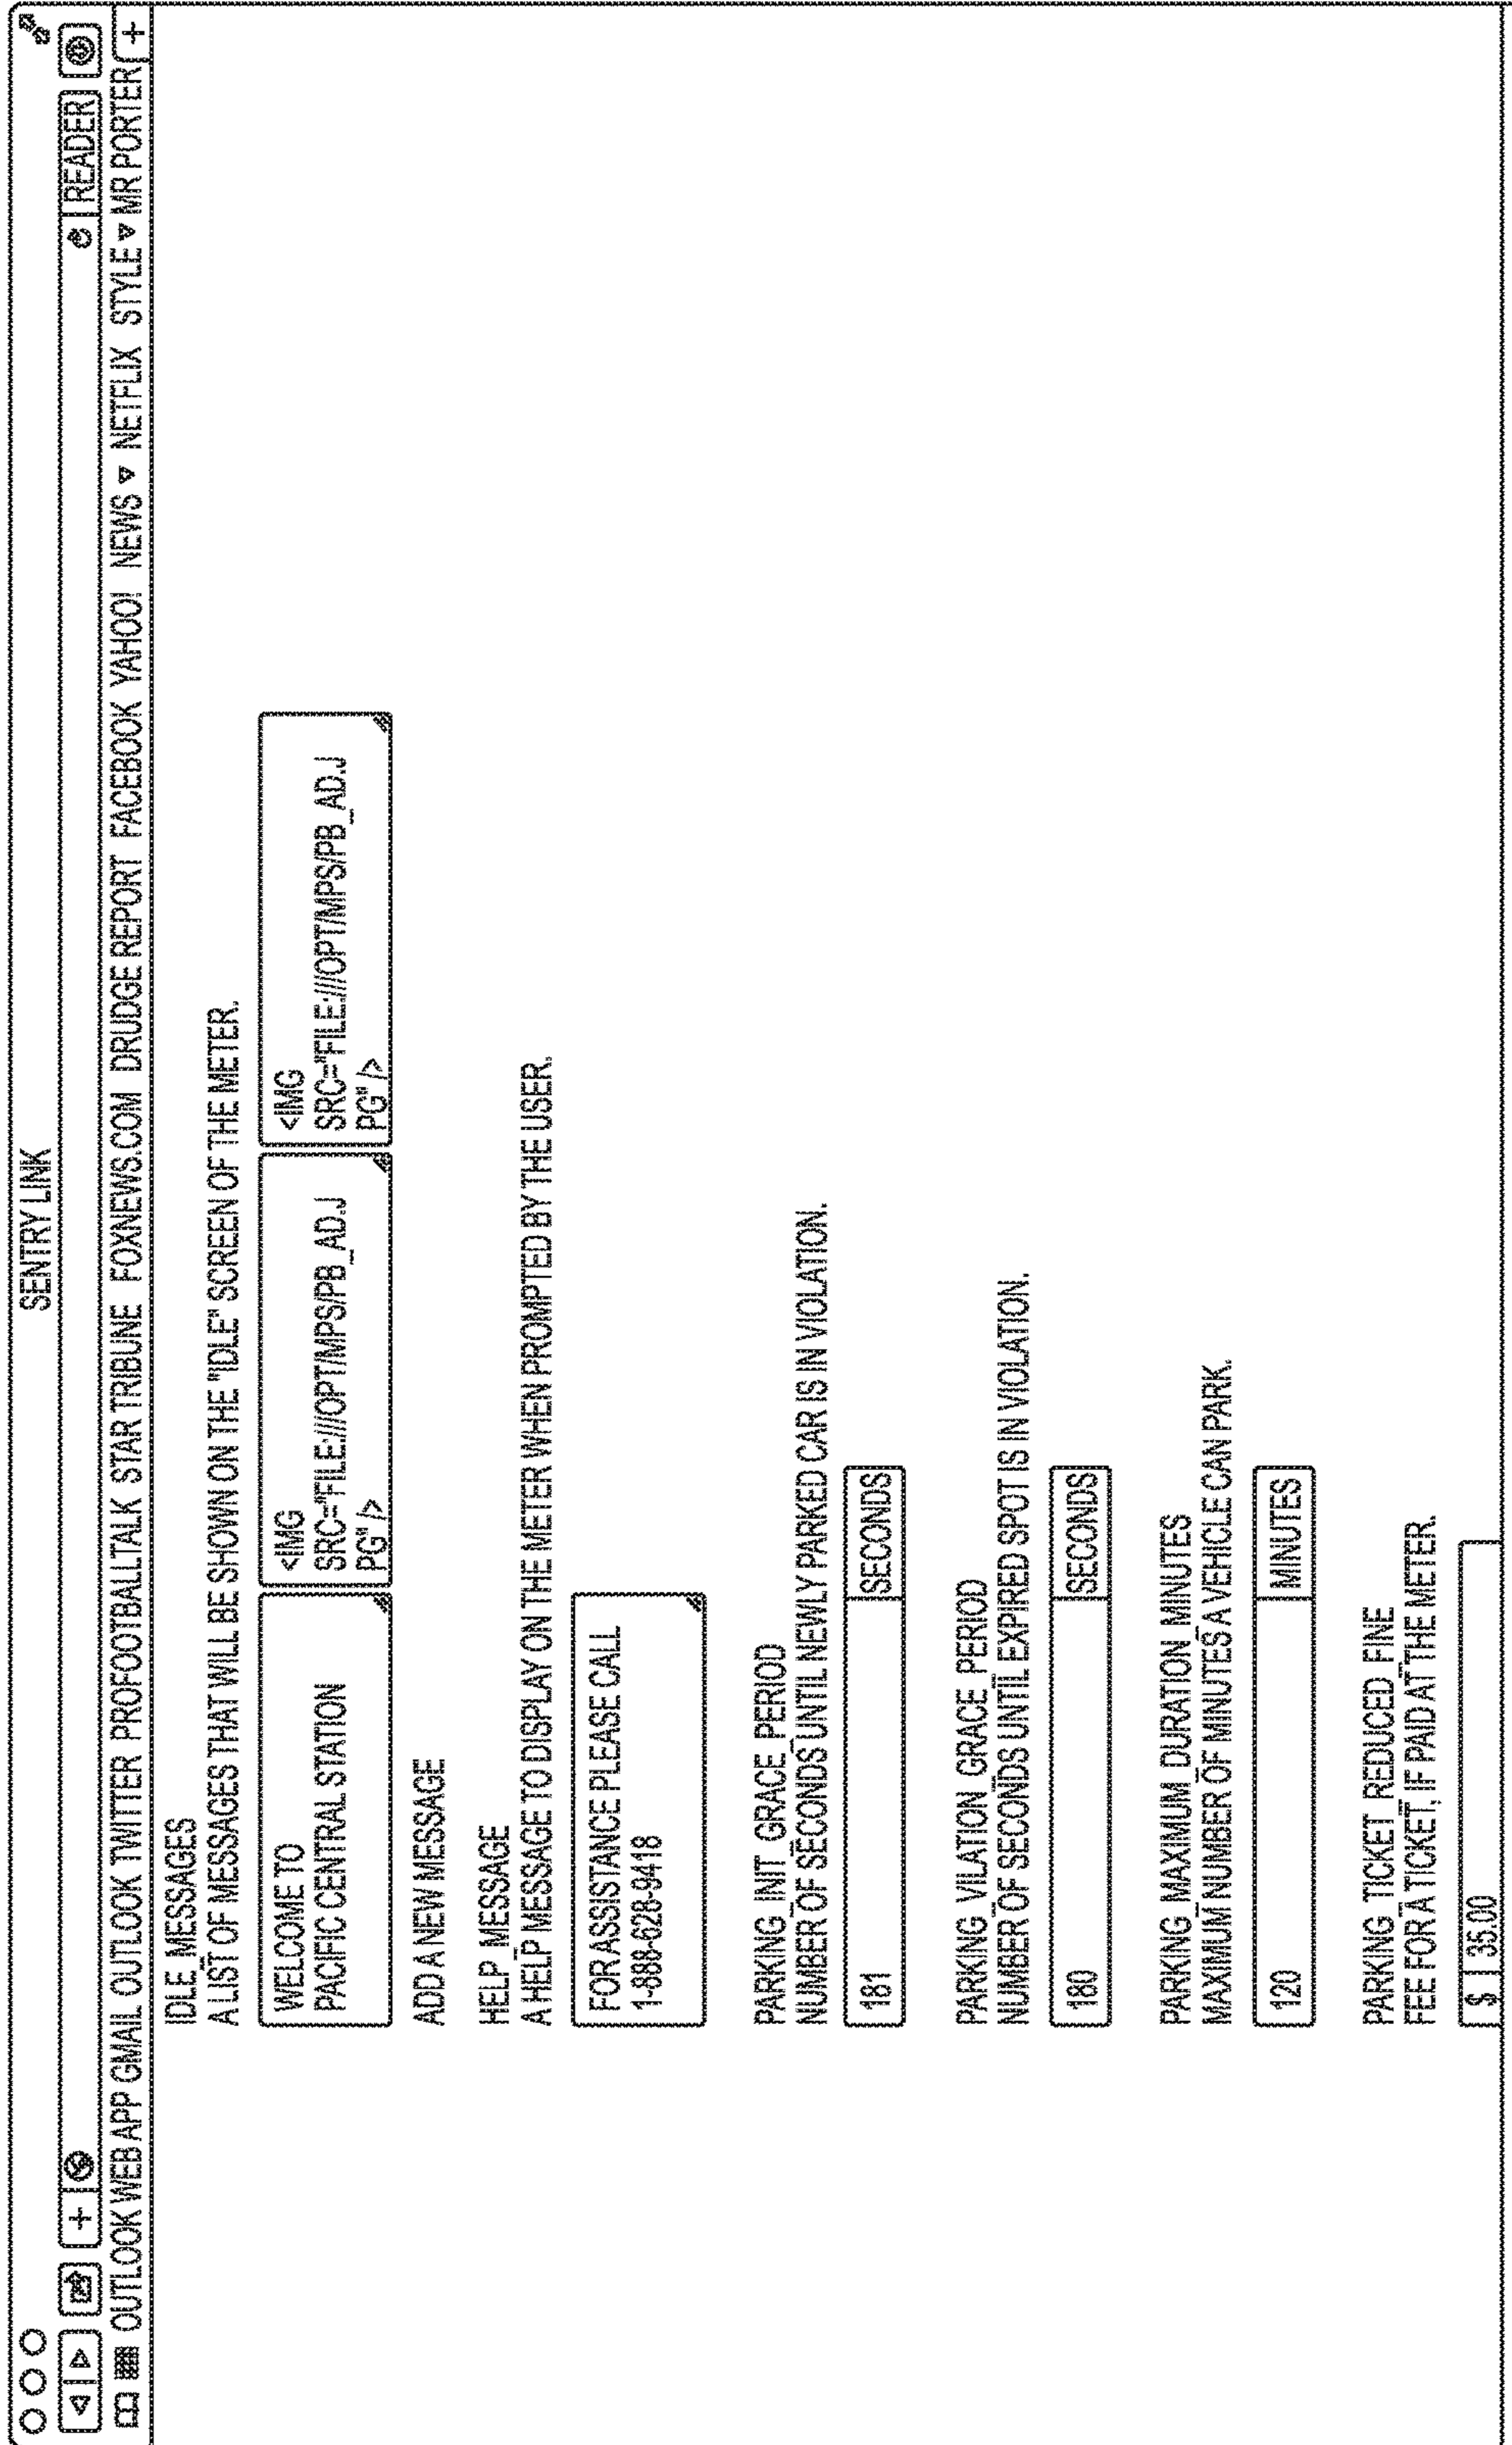 SENTRY LINK
READER
OUTLOOK WEB APP GMAIL OUTLOOK TWITTER PROFOOTBALLTALK STAR TRIBUNE FOXNEWS.COM DRUDGE REPORT FACEBOOK YAHOO! NEWS NETFLIX STYLE MR PORTER
IDLE_MESSAGES
A LIST OF MESSAGES THAT WILL BE SHOWN ON THE "IDLE" SCREEN OF THE METER.
WELCOME TO
PACIFIC CENTRAL STATION
<IMG
SRC="FILE:///OPT/MPS/PB_AD.J
PG" />
<IMG
SRC="FILE:///OPT/MPS/PB_AD.J
PG" />
ADD A NEW MESSAGE
HELP_MESSAGE
A HELP MESSAGE TO DISPLAY ON THE METER WHEN PROMPTED BY THE USER.
FOR ASSISTANCE PLEASE CALL
1-888-628-9418
PARKING_INIT_GRACE_PERIOD
NUMBER OF SECONDS UNTIL NEWLY PARKED CAR IS IN VIOLATION.
181 SECONDS
PARKING_VILATION_GRACE_PERIOD
NUMBER OF SECONDS UNTIL EXPIRED SPOT IS IN VIOLATION.
180 SECONDS
PARKING_MAXIMUM_DURATION_MINUTES
MAXIMUM NUMBER OF MINUTES A VEHICLE CAN PARK.
120 MINUTES
PARKING_TICKET_REDUCED_FINE
FEE FOR A TICKET, IF PAID AT THE METER.
$ 35.00